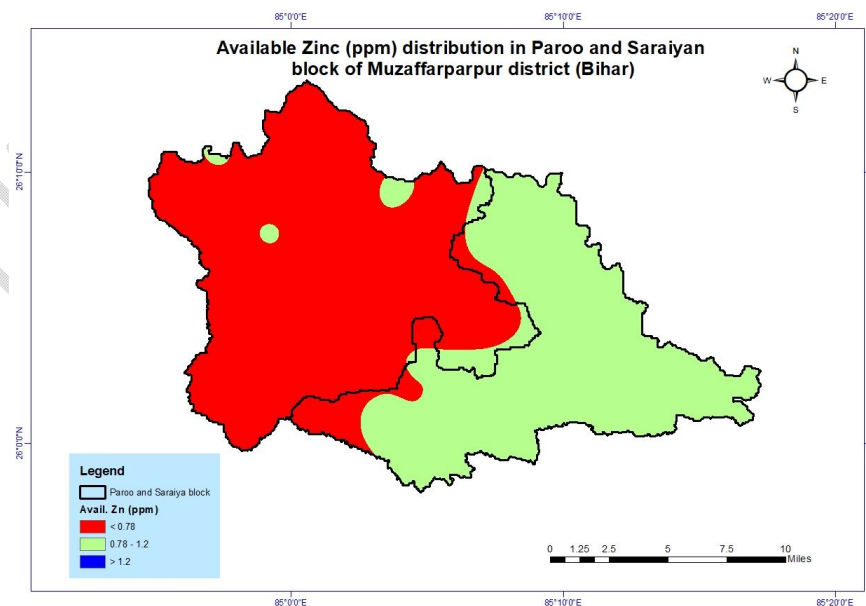 85°0'0"E 85°10'0"E 85°20'0"E
Available Zinc (ppm) distribution in Paroo and Saraiyan
block of Muzaffarparpur district (Bihar)
N
W E
S
26°10'0"N
26°0'0"N
Legend
Paroo and Saraiya block
Avail. Zn (ppm)
< 0.78
0.78 - 1.2
> 1.2
0 1.25 2.5 5 7.5 10
Miles
85°0'0"E 85°10'0"E 85°20'0"E